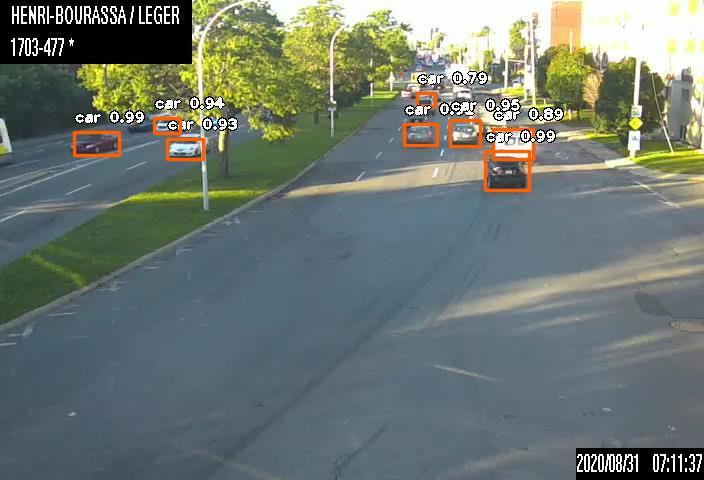 HENRI-BOURASSA / LEGER
1703-477 *
car 0.79
car 0.99
car 0.94
car 0.95
car 0.93
car 0.89
car 0.99
2020/08/31 07:11:37